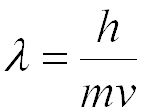 λ = h / mv